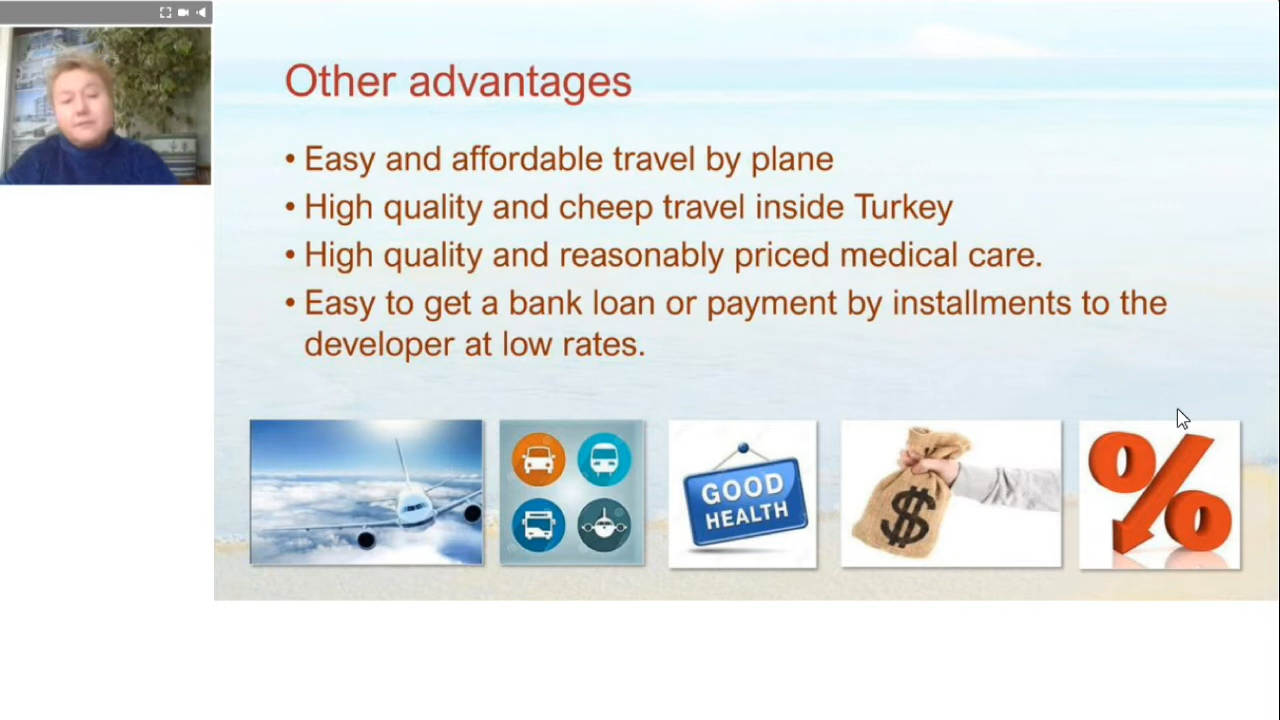 Other advantages
• Easy and affordable travel by plane
• High quality and cheep travel inside Turkey
• High quality and reasonably priced medical care.
• Easy to get a bank loan or payment by installments to the
developer at low rates.
GOOD
HEALTH
$
%